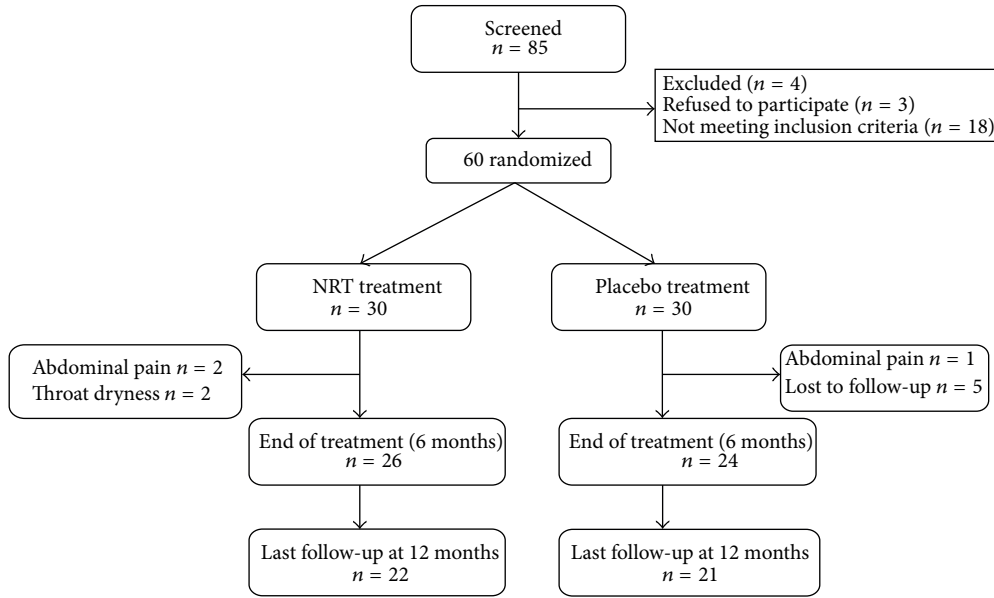 Screened
n = 85
Excluded (n = 4)
Refused to participate (n = 3)
Not meeting inclusion criteria (n = 18)
60 randomized
NRT treatment
n = 30
Placebo treatment
n = 30
Abdominal pain n = 2
Throat dryness n = 2
Abdominal pain n = 1
Lost to follow-up n = 5
End of treatment (6 months)
n = 26
End of treatment (6 months)
n = 24
Last follow-up at 12 months
n = 22
Last follow-up at 12 months
n = 21